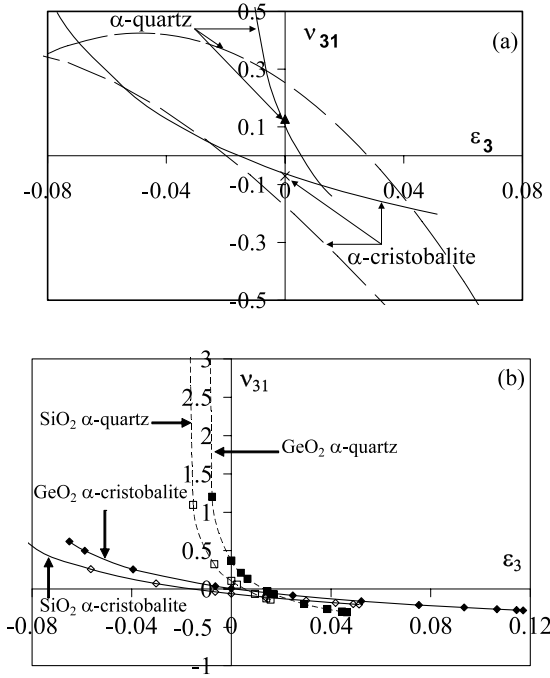 0.5
α-quartz
ν31
(a)
0.3
0.1
ε3
-0.08
-0.04
0
0.04
0.08
-0.1
-0.3
α-cristobalite
-0.5
3
ν31
(b)
2.5
SiO2 α-quartz
2
GeO2 α-quartz
1.5
GeO2 α-cristobalite
1
0.5
ε3
0
SiO2 α-cristobalite
-0.08
-0.04
-0.5
0
0.04
0.08
0.12
-1